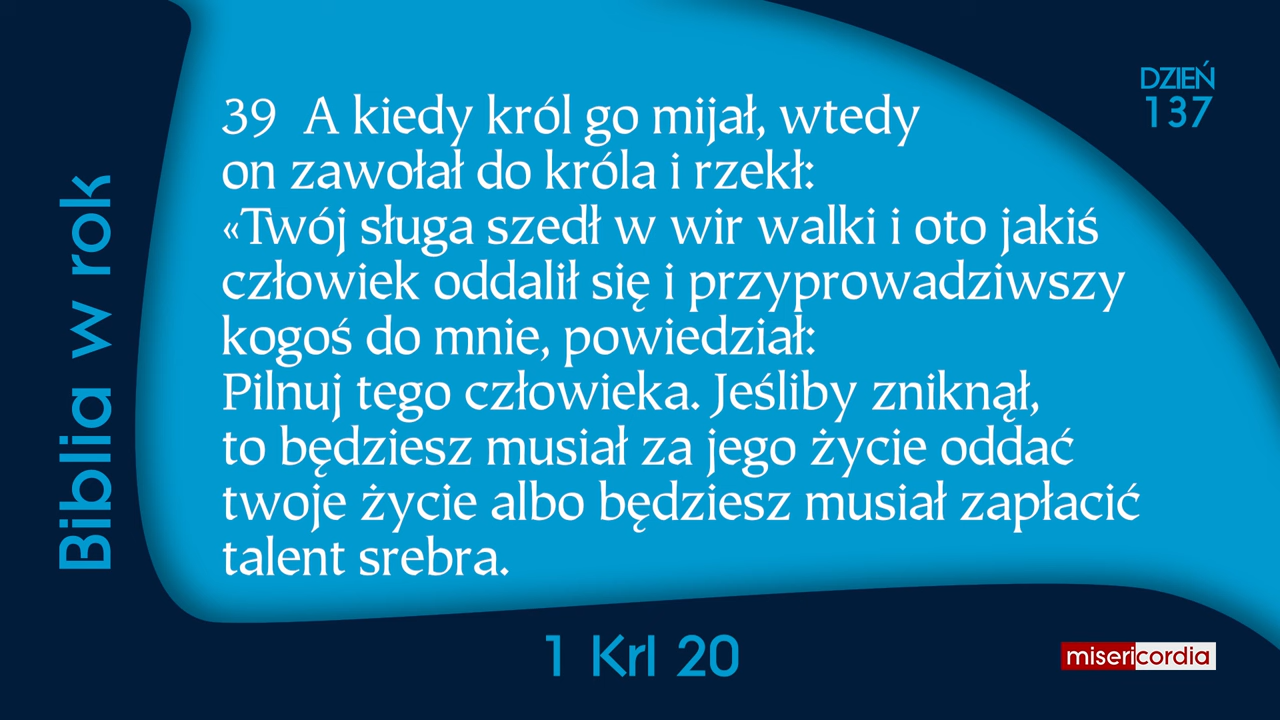 DZIEŃ
137
39 A kiedy król go mijał, wtedy
on zawołał do króla i rzekł:
«Twój sługa szedł w wir walki i oto jakiś
człowiek oddalił się i przyprowadziwszy
kogoś do mnie, powiedział:
Pilnuj tego człowieka. Jeśliby zniknął,
to będziesz musiał za jego życie oddać
twoje życie albo będziesz musiał zapłacić
talent srebra.
Biblia w rok
1 Krl 20
misericordia